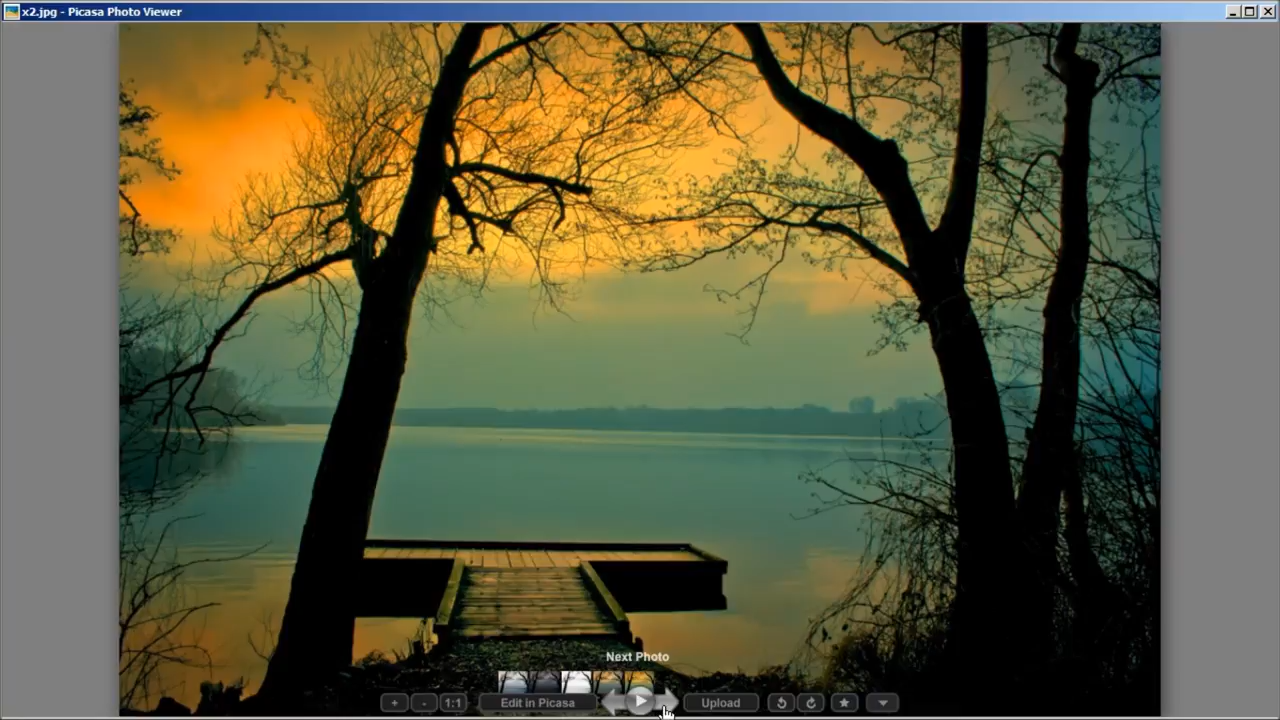 x2.jpg - Picasa Photo Viewer
Next Photo
+ - 1:1 Edit in Picasa Upload